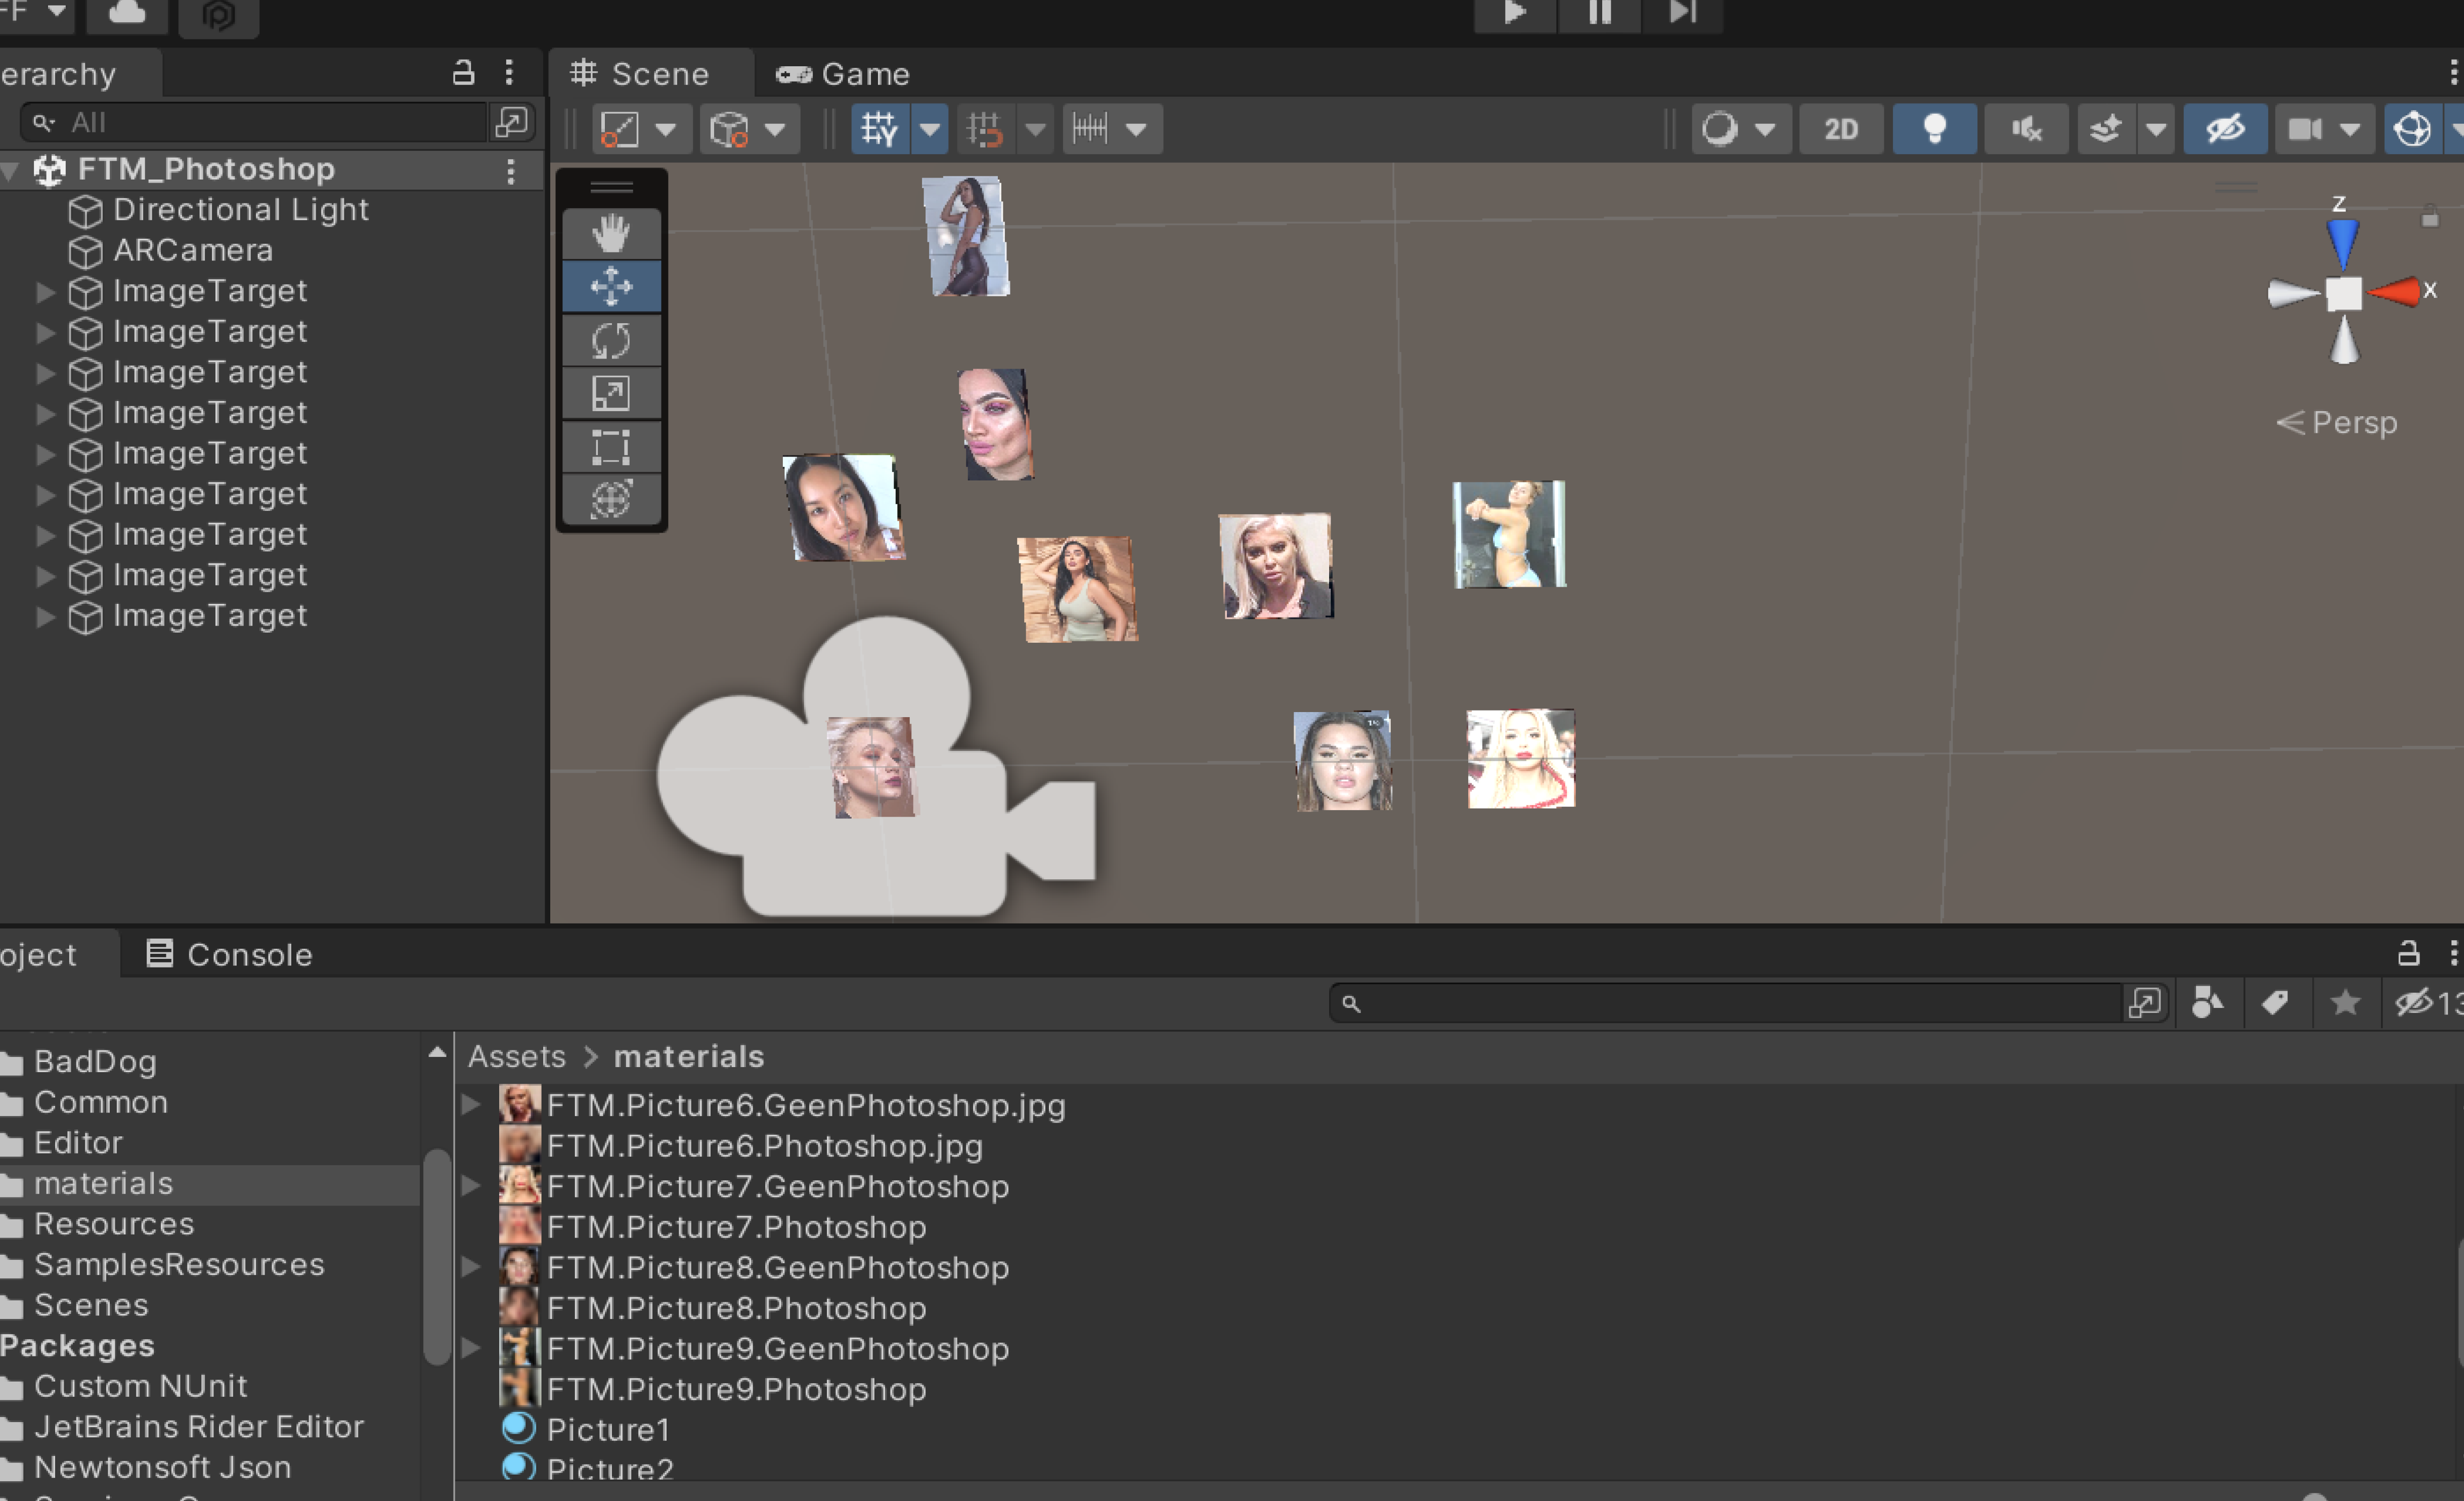 FF
erarchy
Scene
Game
All
2D
FTM_Photoshop
Directional Light
ARCamera
ImageTarget
ImageTarget
ImageTarget
ImageTarget
ImageTarget
ImageTarget
ImageTarget
ImageTarget
ImageTarget
z
x
Persp
oject
Console
13
BadDog
Common
Editor
materials
Resources
SamplesResources
Scenes
Packages
Custom NUnit
JetBrains Rider Editor
Newtonsoft Json
Assets > materials
FTM.Picture6.GeenPhotoshop.jpg
FTM.Picture6.Photoshop.jpg
FTM.Picture7.GeenPhotoshop
FTM.Picture7.Photoshop
FTM.Picture8.GeenPhotoshop
FTM.Picture8.Photoshop
FTM.Picture9.GeenPhotoshop
FTM.Picture9.Photoshop
Picture1
Picture2